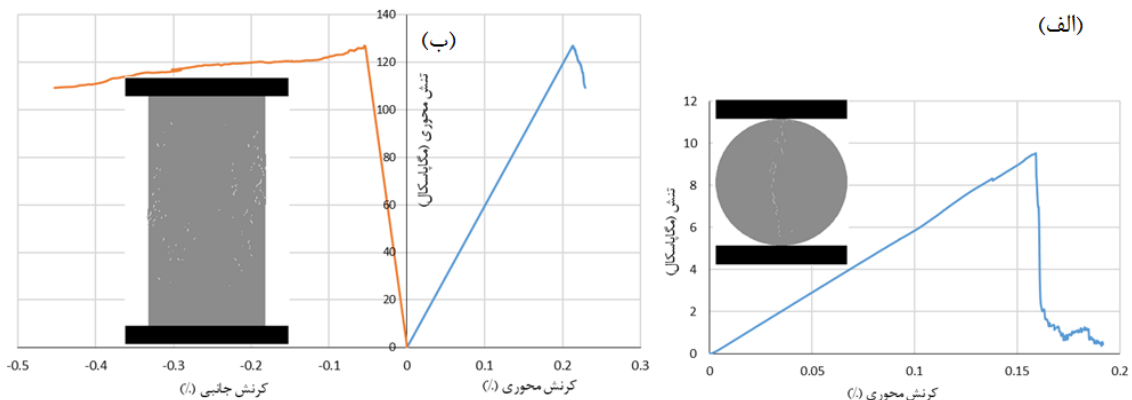 (الف)
12
10
8
6
4
2
0
تنش (مگاپاسکال)
0 0.05 0.1 0.15 0.2
کرنش محوری (٪)
(ب)
140
120
100
80
60
40
20
0
تنش محوری (مگاپاسکال)
-0.5 -0.4 -0.3 -0.2 -0.1 0 0.1 0.2 0.3
کرنش جانبی (٪)
کرنش محوری (٪)